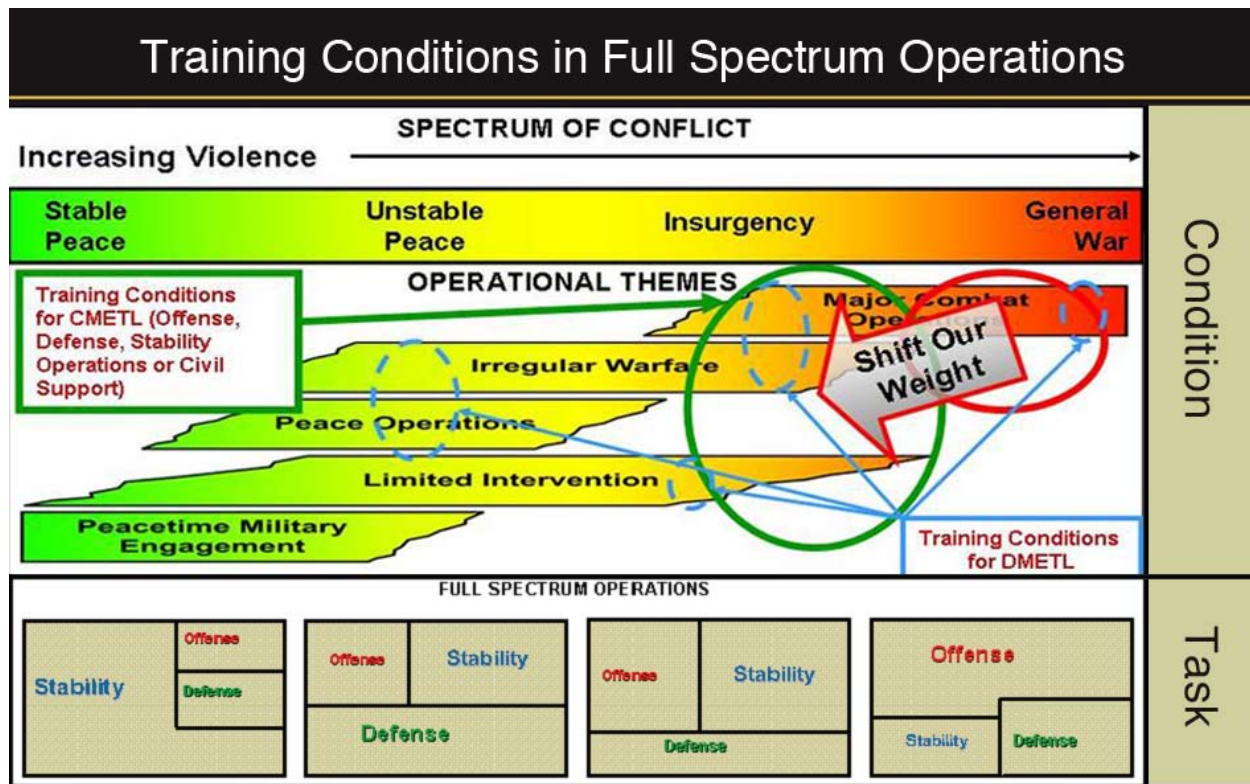 Training Conditions in Full Spectrum Operations
SPECTRUM OF CONFLICT
Increasing Violence
Stable
Peace
Unstable
Peace
Insurgency
General
War
Condition
OPERATIONAL THEMES
Training Conditions
for CMETL (Offense,
Defense, Stability
Operations or Civil
Support)
Major Combat
Operations
Shift Our
Weight
Irregular Warfare
Peace Operations
Limited Intervention
Peacetime Military
Engagement
Training Conditions
for DMETL
FULL SPECTRUM OPERATIONS
Task
Stability
Offense
Defense
Offense
Stability
Defense
Offense
Stability
Defense
Offense
Stability
Defense